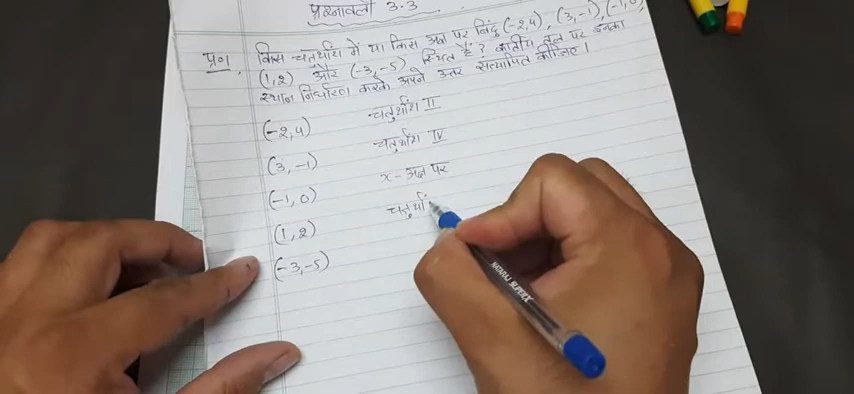 प्रश्नावली 3.3
प्र०1. किस चतुर्थांश में या किस अक्ष पर बिंदु (-2,4), (3,-1), (-1,0),
(1,2) और (-3,-5) स्थित हैं? कार्तीय तल पर इनका
स्थान निर्धारण करके अपने उत्तर सत्यापित कीजिए।
(-2,4) चतुर्थांश II
(3,-1) चतुर्थांश IV
(-1,0) x-अक्ष पर
(1,2) चतुर्थां
(-3,-5)